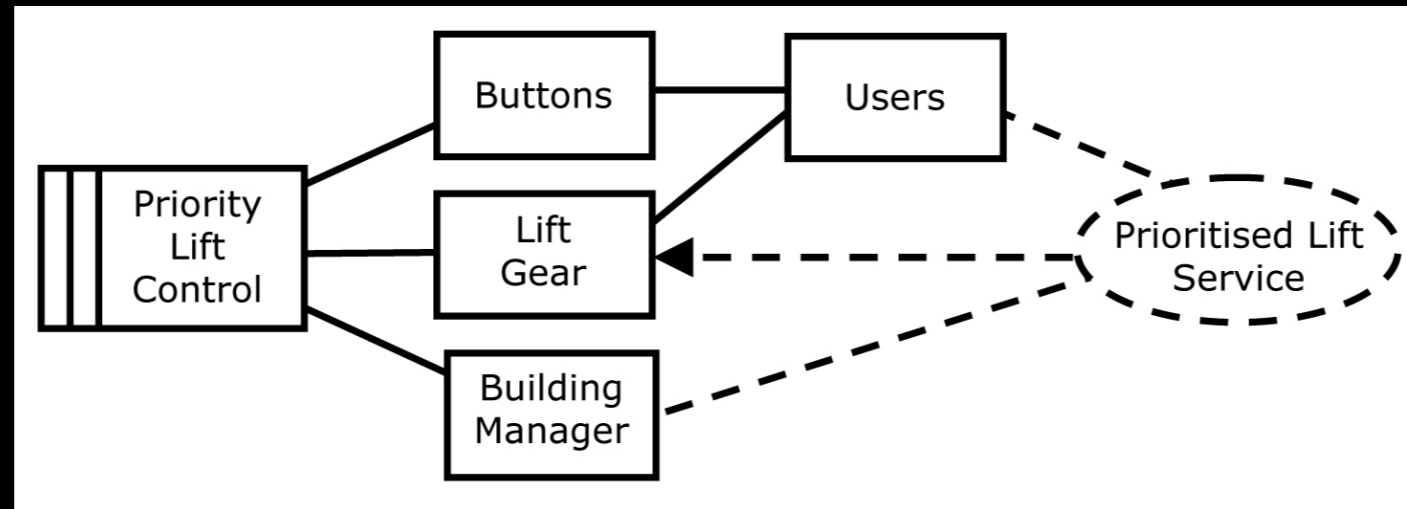 Buttons
Users
Priority
Lift
Control
Lift
Gear
Prioritised Lift
Service
Building
Manager